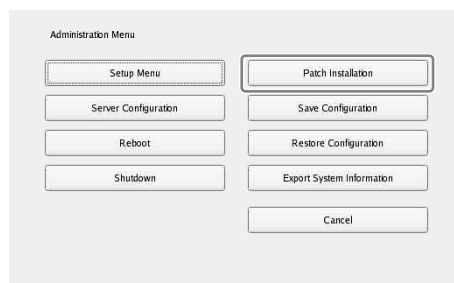 Administration Menu
Setup Menu
Patch Installation
Server Configuration
Save Configuration
Reboot
Restore Configuration
Shutdown
Export System Information
Cancel